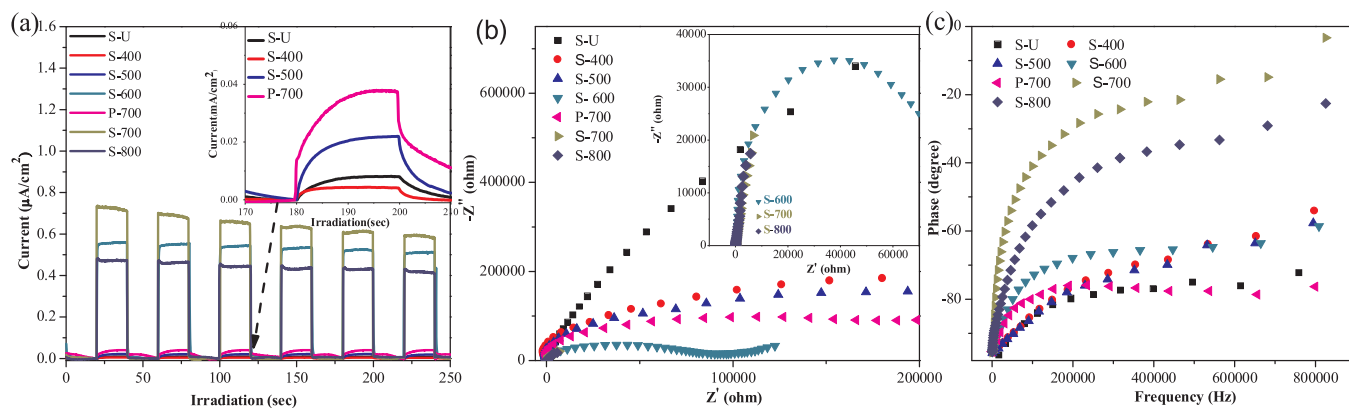 (a)
Current (μA/cm²)
1.6
1.4
1.2
1.0
0.8
0.6
0.4
0.2
0.0
0
50
100
150
200
250
Irradiation (sec)
S-U
S-400
S-500
S-600
P-700
S-700
S-800
Current(mA/cm²)
0.06
0.04
0.02
0.00
170
180
190
200
210
Irradiation(sec)
S-U
S-400
S-500
P-700
(b)
-Z'' (ohm)
600000
400000
200000
0
0
100000
200000
Z' (ohm)
S-U
S-400
S-500
S- 600
P-700
S-700
S-800
-Z'' (ohm)
40000
30000
20000
10000
0
0
20000
40000
60000
Z' (ohm)
S-600
S-700
S-800
(c)
Phase (degree)
0
-20
-40
-60
-80
0
200000
400000
600000
800000
Frequency (Hz)
S-U
S-400
S-500
S-600
P-700
S-700
S-800